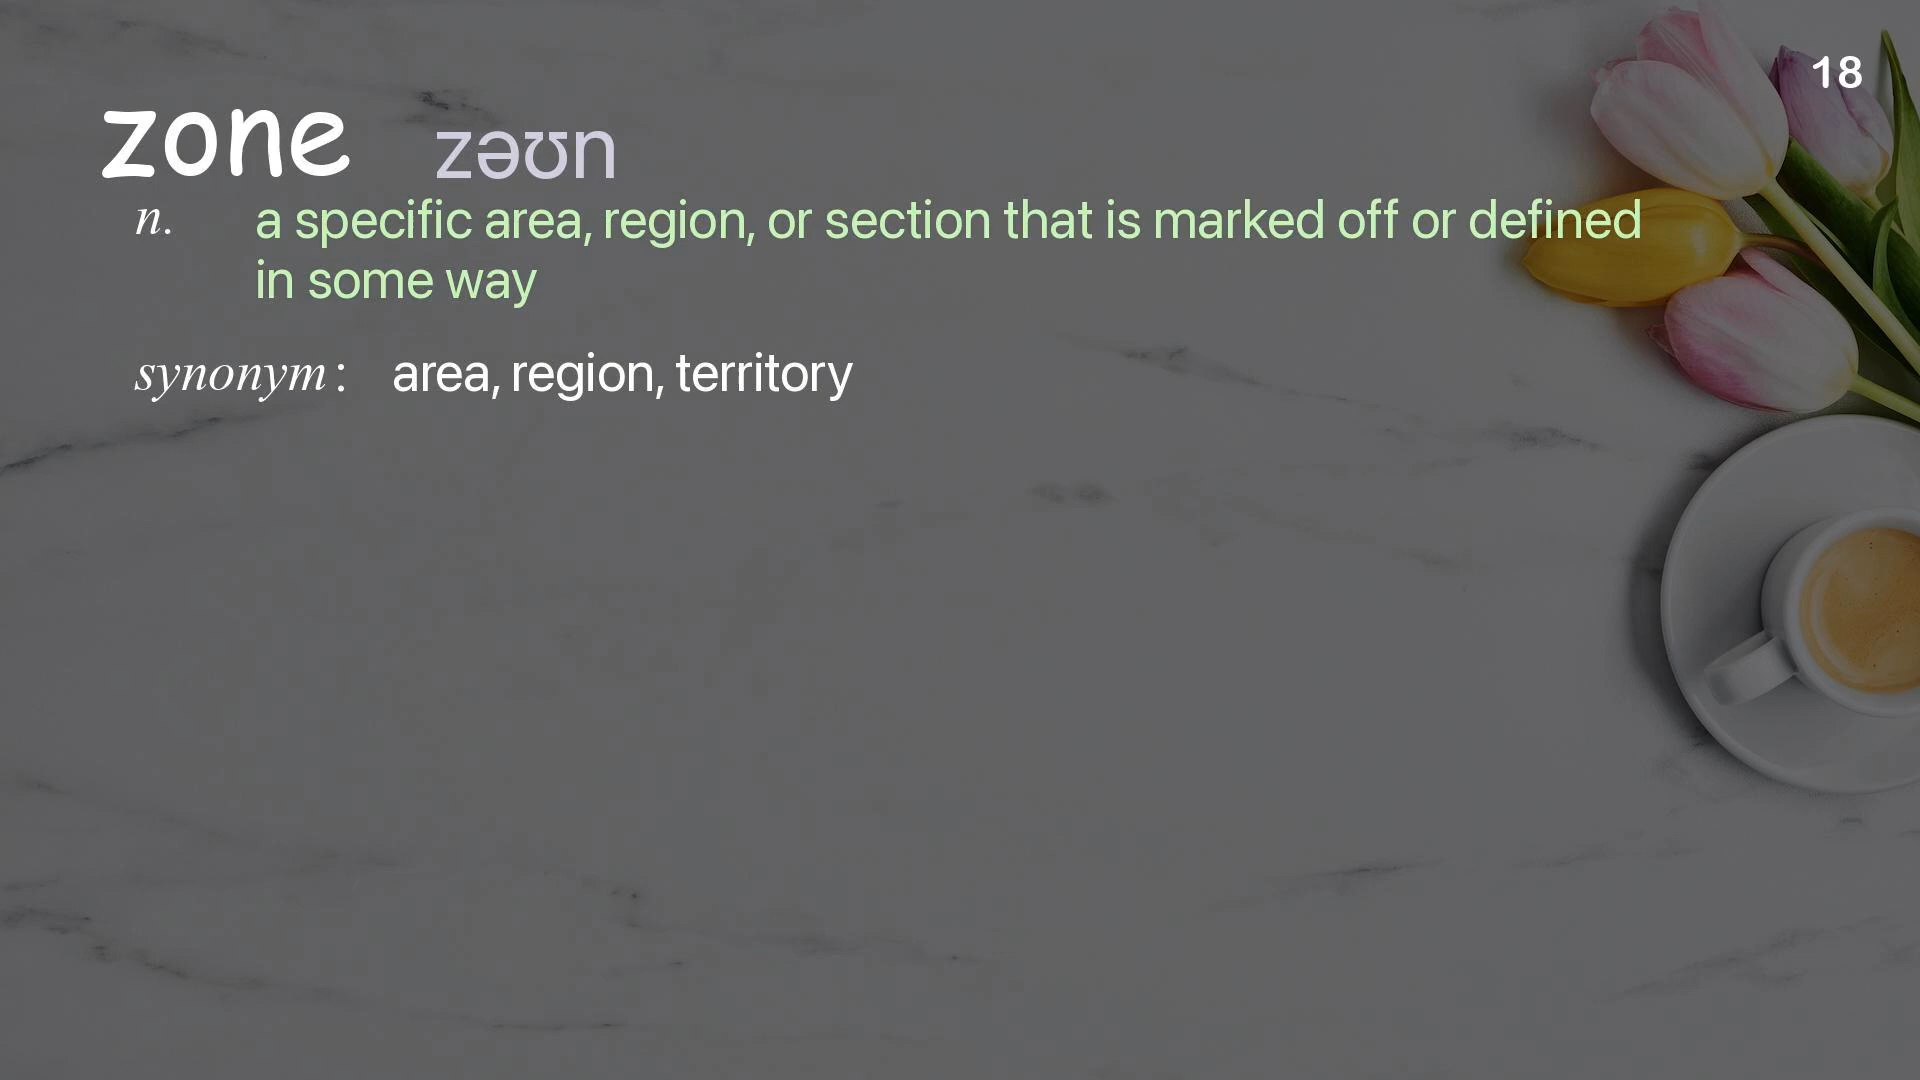 18
zone zəʊn
n. a specific area, region, or section that is marked off or defined
in some way
synonym: area, region, territory